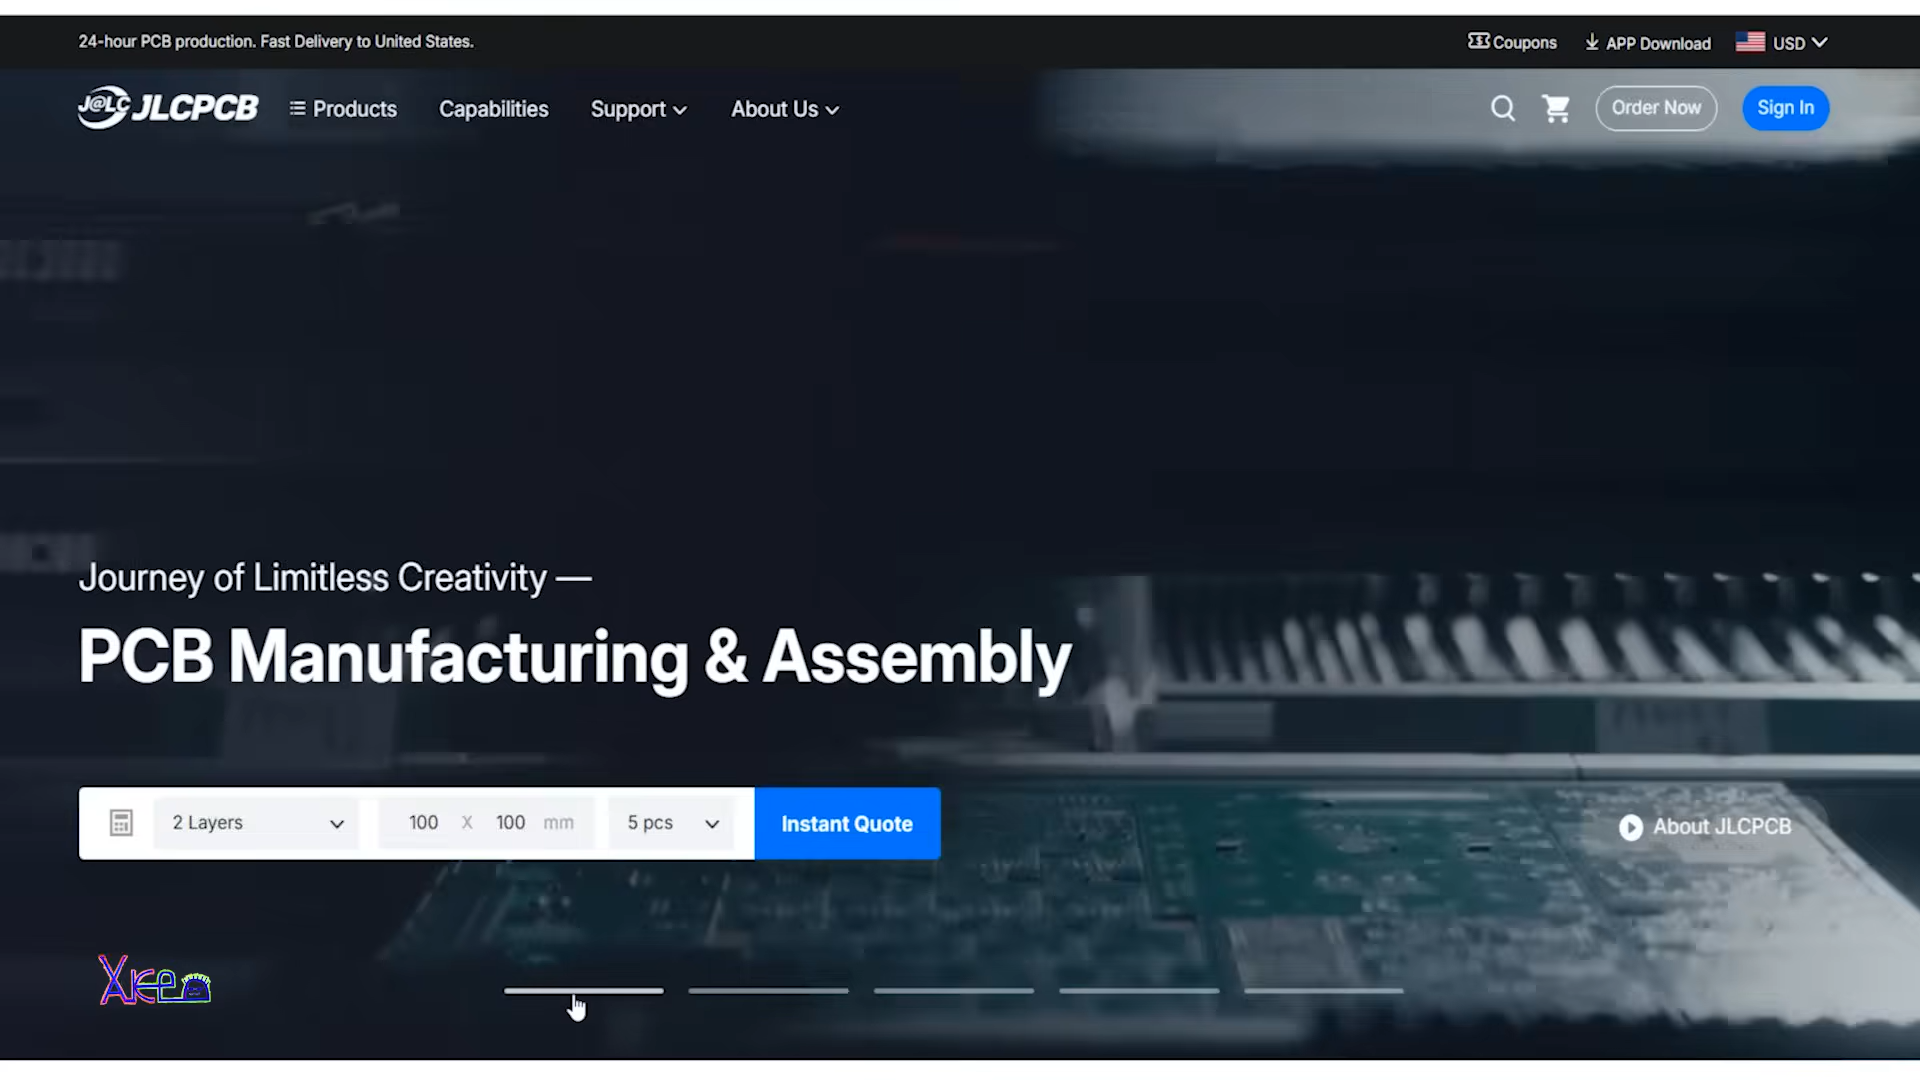 24-hour PCB production. Fast Delivery to United States.
Coupons
APP Download
USD
J@LC JLCPCB
Products
Capabilities
Support
About Us
Order Now
Sign In
Journey of Limitless Creativity —
PCB Manufacturing & Assembly
2 Layers
100 X 100 mm
5 pcs
Instant Quote
About JLCPCB